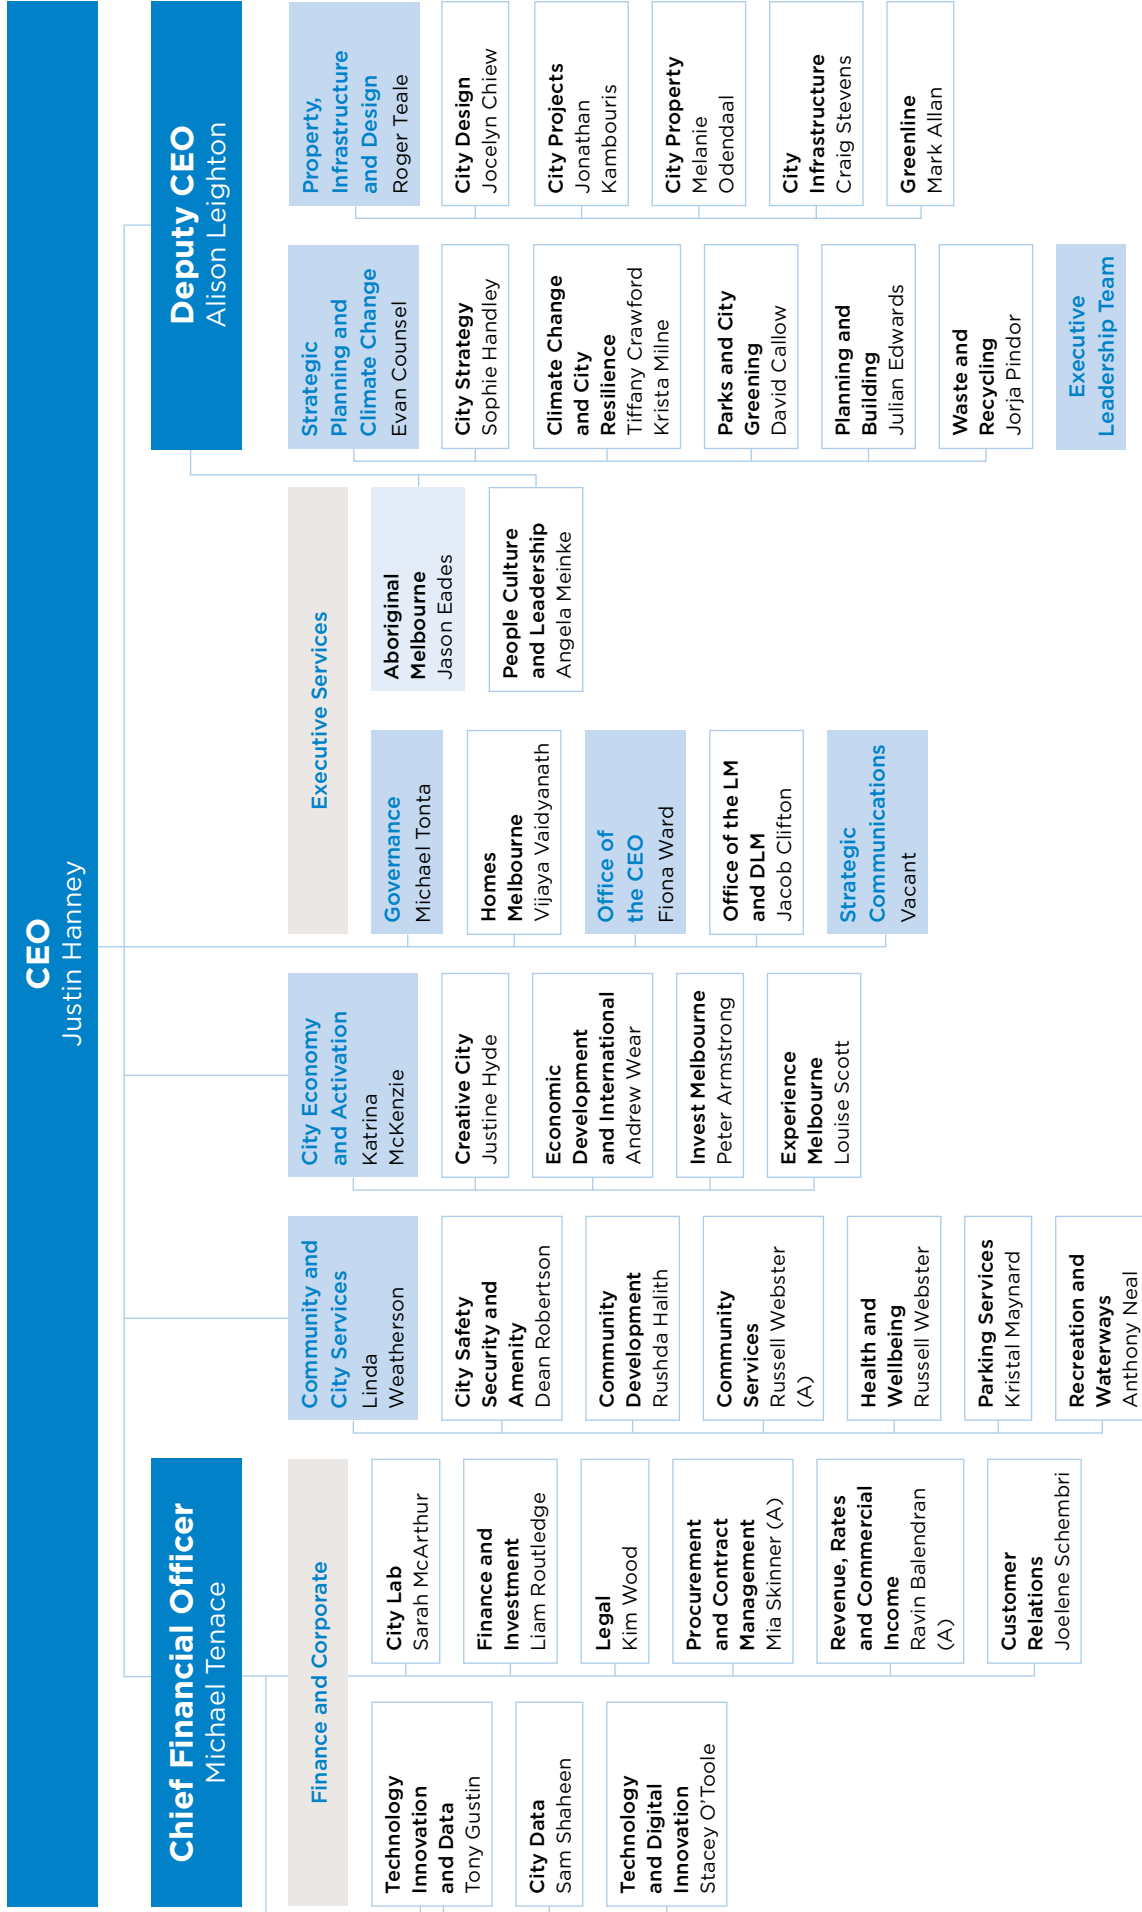 CEO
Justin Hanney
Chief Financial Officer
Michael Tenace
Deputy CEO
Alison Leighton
Finance and Corporate
Technology
Innovation
and Data
Tony Gustin
City Data
Sam Shaheen
Technology
and Digital
Innovation
Stacey O'Toole
City Lab
Sarah McArthur
Finance and
Investment
Liam Routledge
Legal
Kim Wood
Procurement
and Contract
Management
Mia Skinner (A)
Revenue, Rates
and Commercial
Income
Ravin Balendran
(A)
Customer
Relations
Joelene Schembri
Community and
City Services
Linda
Weatherson
City Safety
Security and
Amenity
Dean Robertson
Community
Development
Rushda Halith
Community
Services
Russell Webster
(A)
Health and
Wellbeing
Russell Webster
Parking Services
Kristal Maynard
Recreation and
Waterways
Anthony Neal
City Economy
and Activation
Katrina
McKenzie
Creative City
Justine Hyde
Economic
Development
and International
Andrew Wear
Invest Melbourne
Peter Armstrong
Experience
Melbourne
Louise Scott
Executive Services
Governance
Michael Tonta
Homes
Melbourne
Vijaya Vaidyanath
Office of
the CEO
Fiona Ward
Office of the LM
and DLM
Jacob Clifton
Strategic
Communications
Vacant
Aboriginal
Melbourne
Jason Eades
People Culture
and Leadership
Angela Meinke
Strategic
Planning and
Climate Change
Evan Counsel
City Strategy
Sophie Handley
Climate Change
and City
Resilience
Tiffany Crawford
Krista Milne
Parks and City
Greening
David Callow
Planning and
Building
Julian Edwards
Waste and
Recycling
Jorja Pindor
Property,
Infrastructure
and Design
Roger Teale
City Design
Jocelyn Chiew
City Projects
Jonathan
Kambouris
City Property
Melanie
Odendaal
City
Infrastructure
Craig Stevens
Greenline
Mark Allan
Executive
Leadership Team